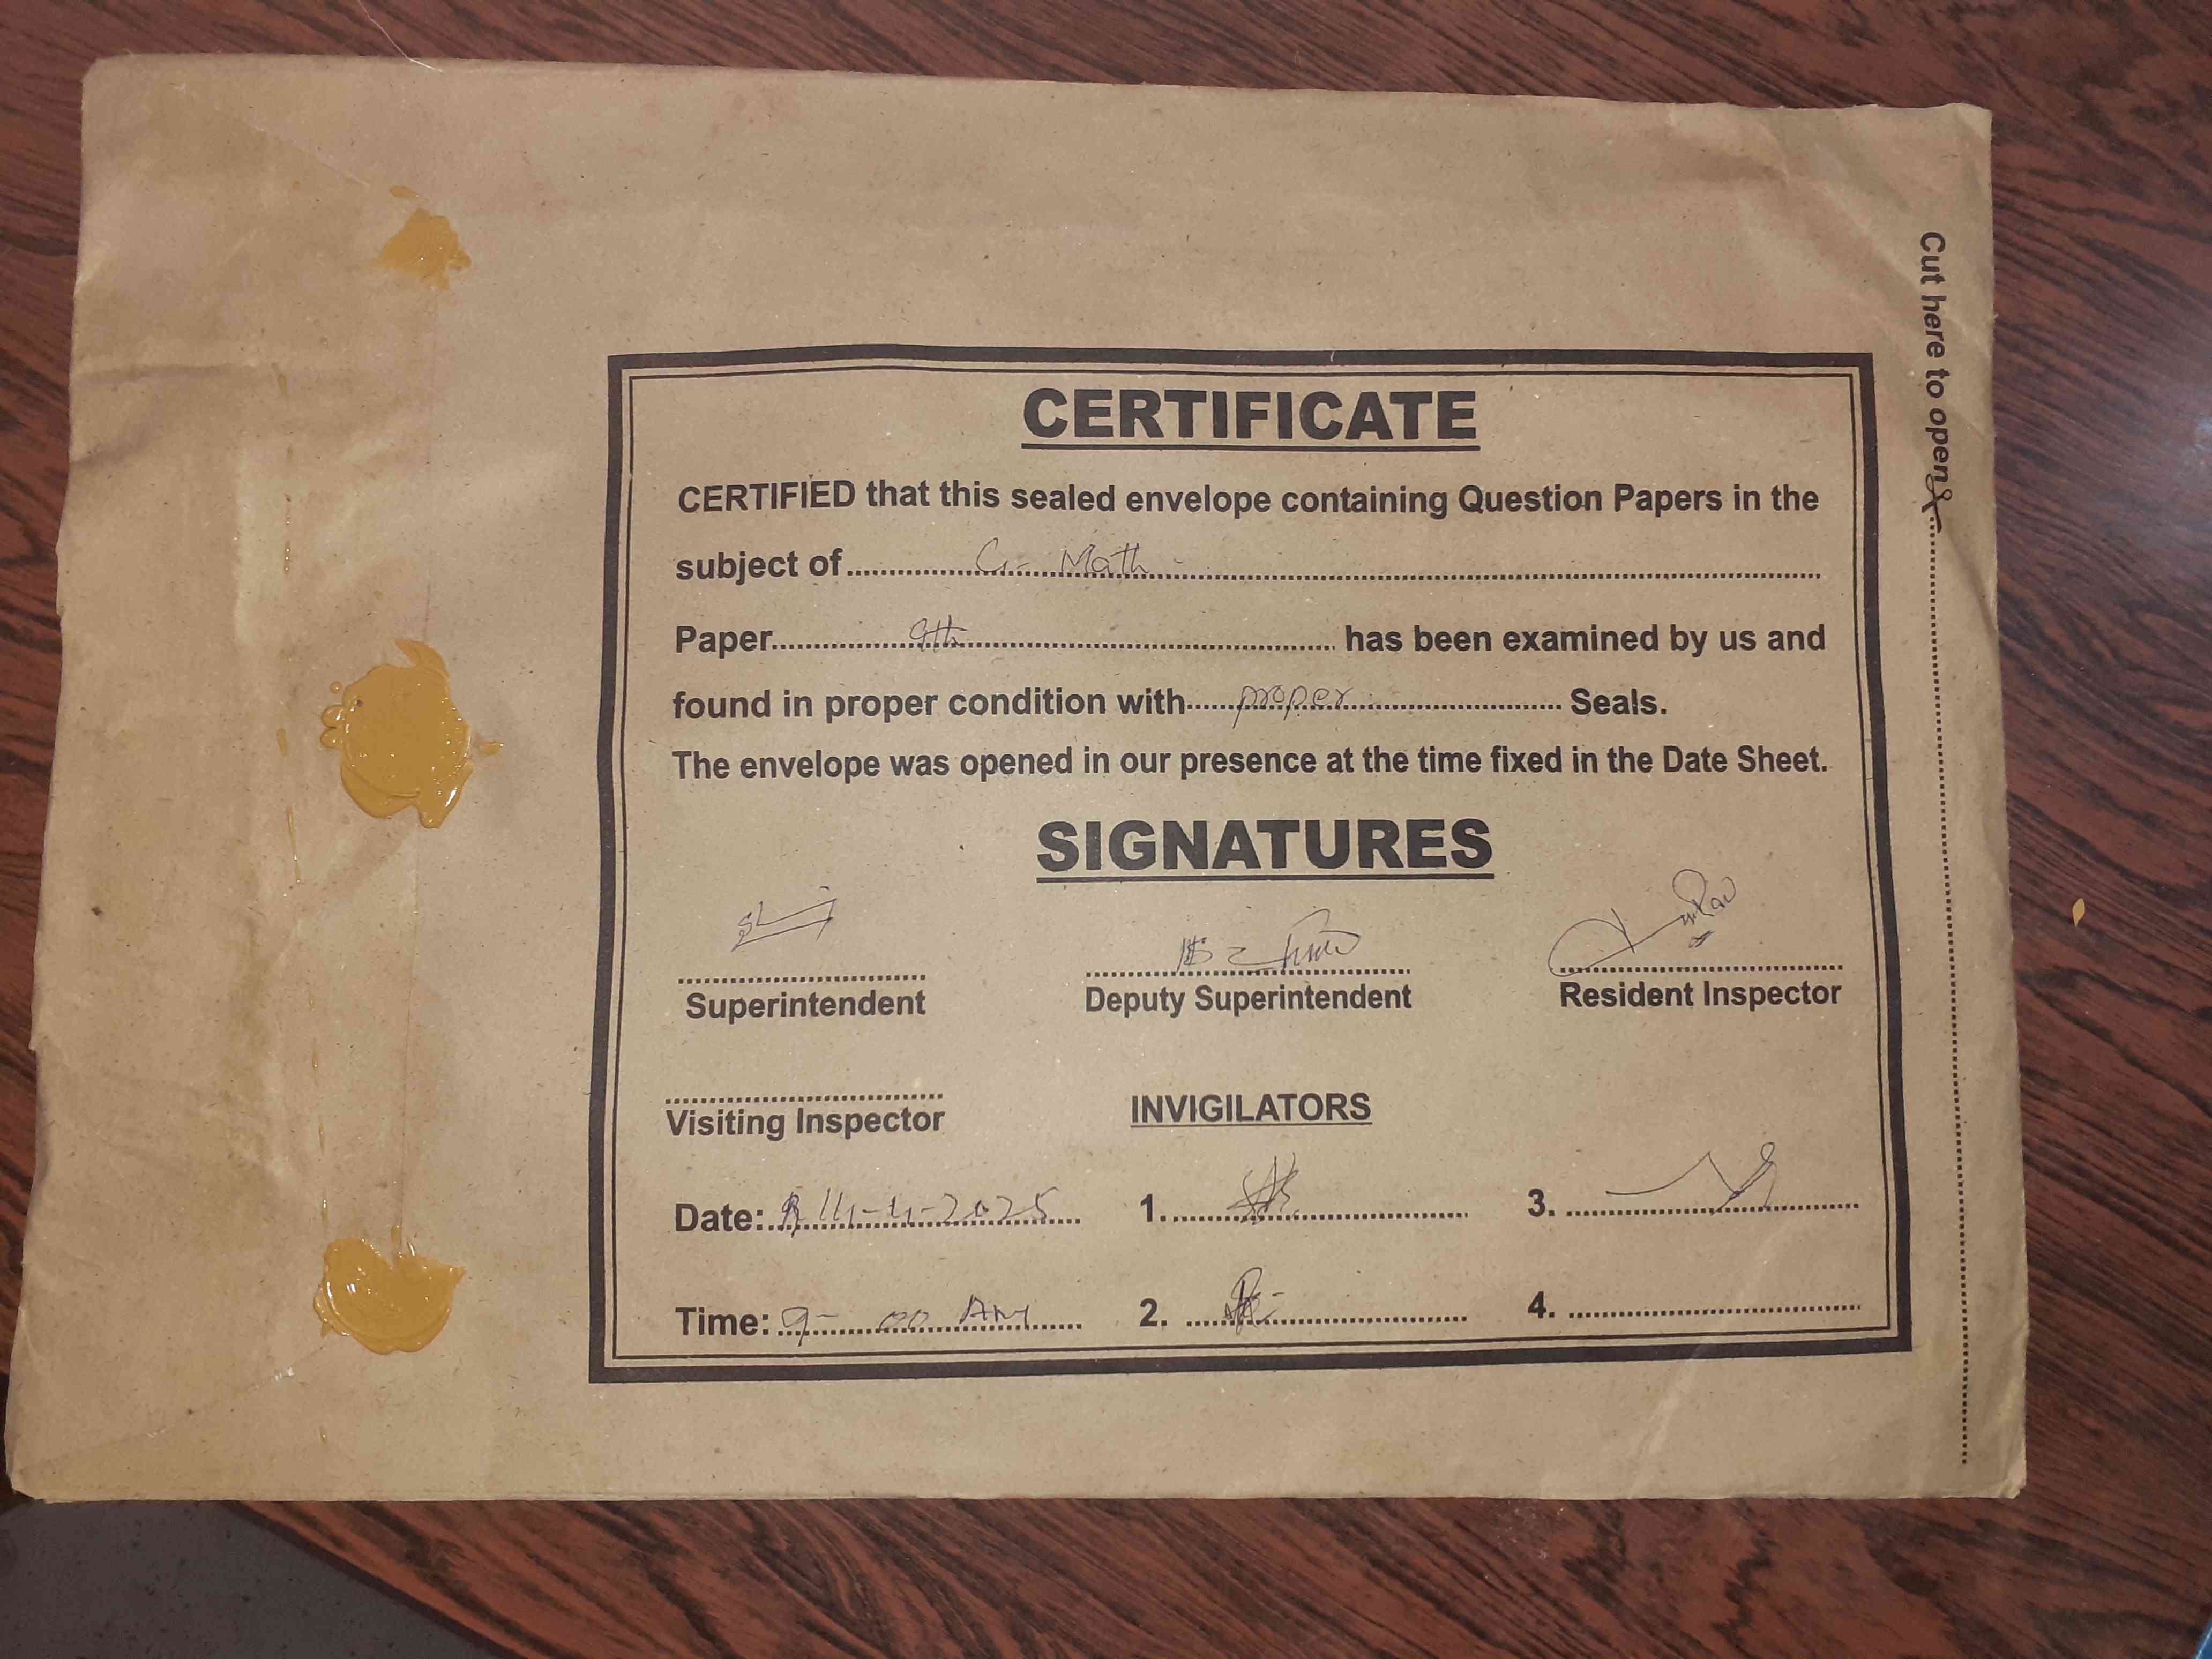 Cut here to open
CERTIFICATE
CERTIFIED that this sealed envelope containing Question Papers in the
subject of G- Math
Paper 9th has been examined by us and
found in proper condition with proper Seals.
The envelope was opened in our presence at the time fixed in the Date Sheet.
SIGNATURES
Superintendent Deputy Superintendent Resident Inspector
Visiting Inspector INVIGILATORS
Date: 2025 1. 3.
Time: 9-00 AM 2. 4.